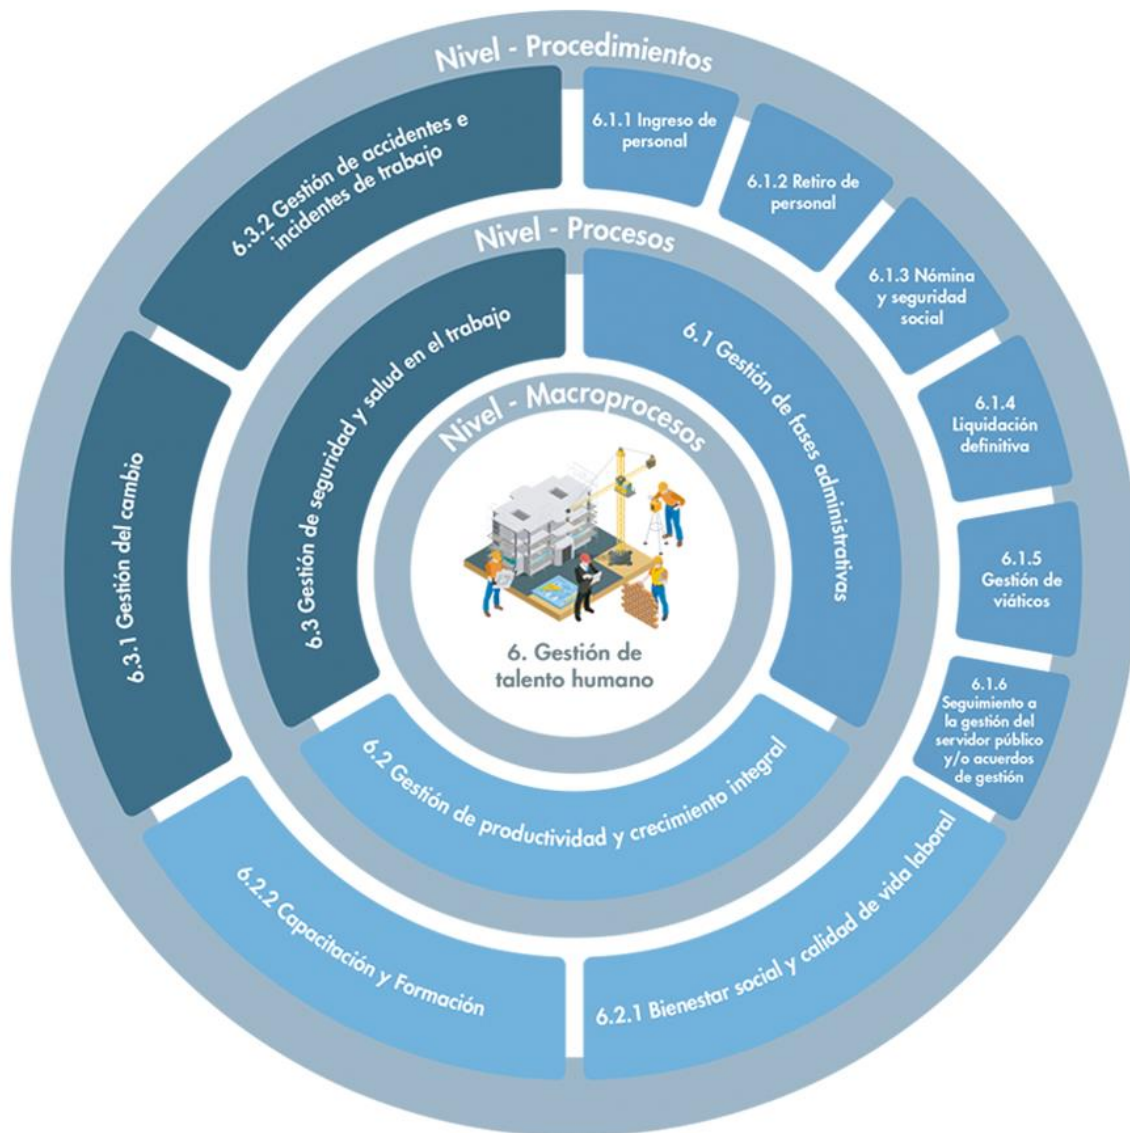 Nivel - Procedimientos
6.1.1 Ingreso de
personal
6.1.2 Retiro de
personal
6.1.3 Nómina
y seguridad
social
6.1.4
Liquidación
definitiva
6.1.5
Gestión de
viáticos
6.1.6
Seguimiento a
la gestión del
servidor público
y/o acuerdos
de gestión
6.2.1 Bienestar social y calidad de vida laboral
6.2.2 Capacitación y Formación
6.3.1 Gestión del cambio
6.3.2 Gestión de accidentes e
incidentes de trabajo
Nivel - Procesos
6.1 Gestión de fases administrativas
6.2 Gestión de productividad y crecimiento integral
6.3 Gestión de seguridad y salud en el trabajo
Nivel - Macroprocesos
6. Gestión de
talento humano